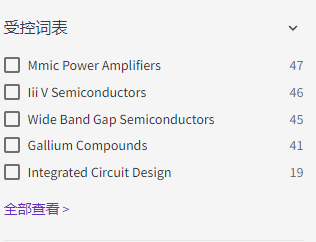 受控词表
Mmic Power Amplifiers 47
Iii V Semiconductors 46
Wide Band Gap Semiconductors 45
Gallium Compounds 41
Integrated Circuit Design 19
全部查看 >